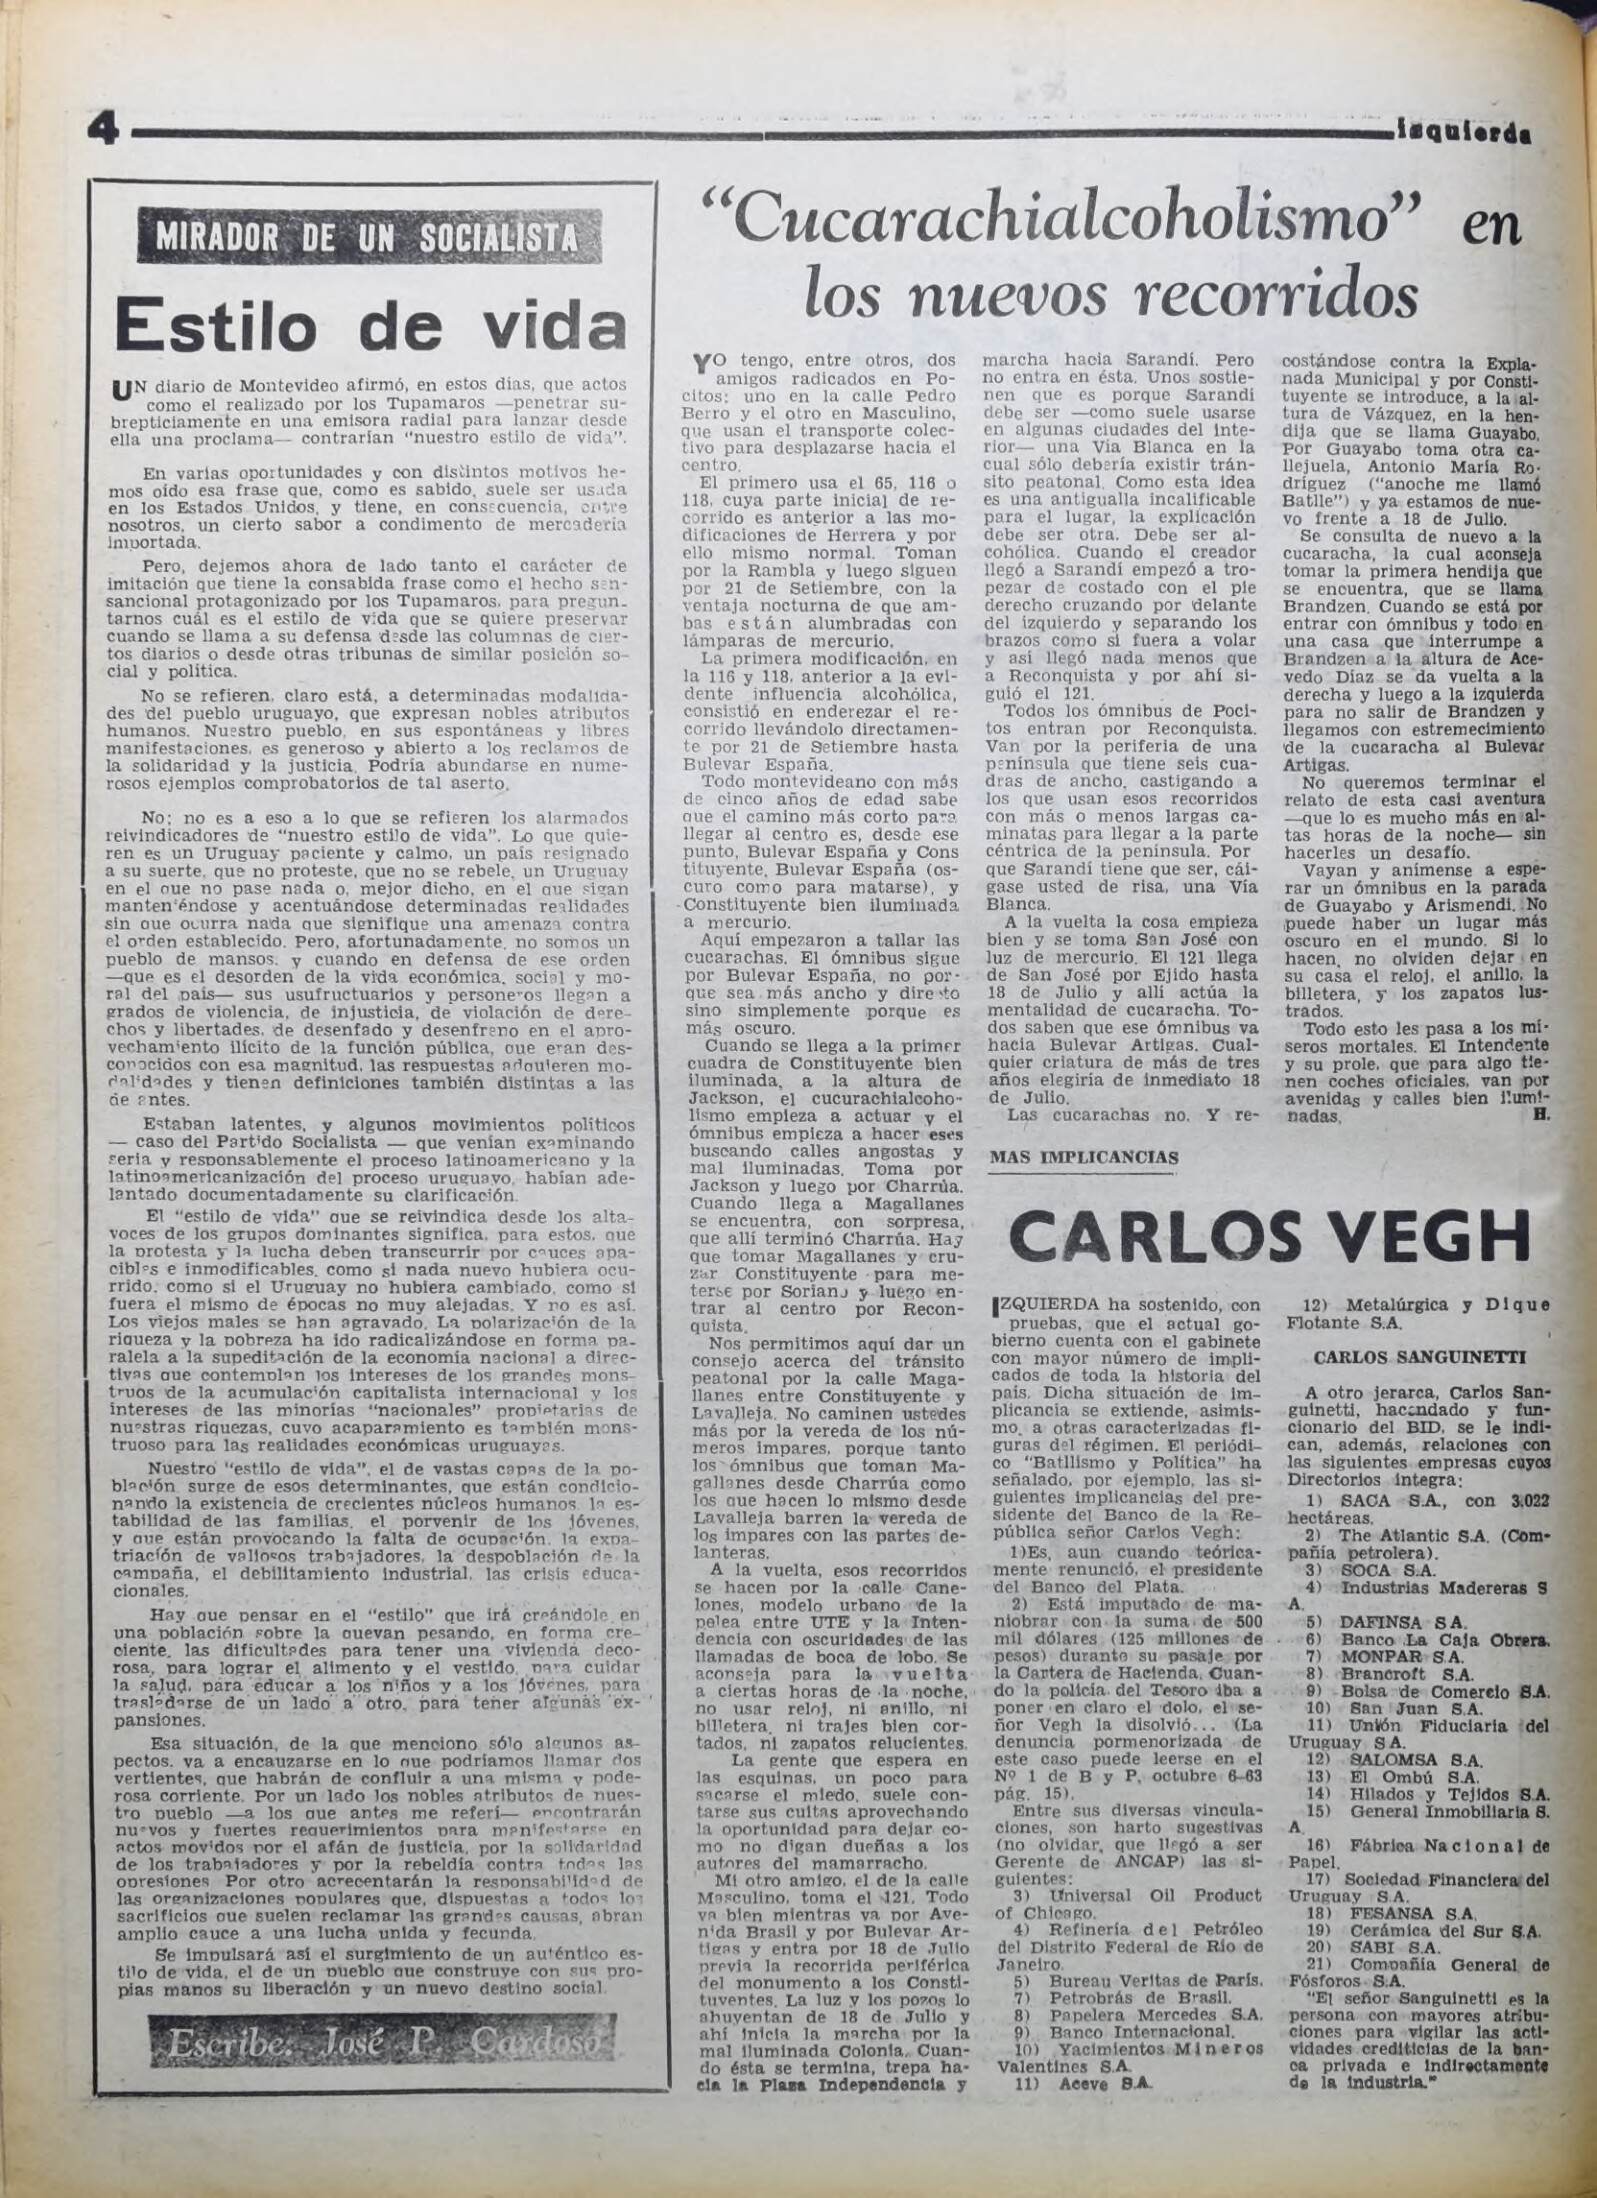 4
izquierda
MIRADOR DE UN SOCIALISTA
Estilo de vida
UN diario de Montevideo afirmó, en estos días, que actos
como el realizado por los Tupamaros —penetrar su-
brepticiamente en una emisora radial para lanzar desde
ella una proclama— contrarían "nuestro estilo de vida".
En varias oportunidades y con distintos motivos he-
mos oído esa frase que, como es sabido, suele ser usada
en los Estados Unidos, y tiene, en consecuencia, entre
nosotros, un cierto sabor a condimento de mercadería
importada.
Pero, dejemos ahora de lado tanto el carácter de
imitación que tiene la consabida frase como el hecho sen-
sancional protagonizado por los Tupamaros, para pregun-
tarnos cuál es el estilo de vida que se quiere preservar
cuando se llama a su defensa desde las columnas de cier-
tos diarios o desde otras tribunas de similar posición so-
cial y política.
No se refieren, claro está, a determinadas modalida-
des del pueblo uruguayo, que expresan nobles atributos
humanos. Nuestro pueblo, en sus espontáneas y libres
manifestaciones, es generoso y abierto a los reclamos de
la solidaridad y la justicia. Podría abundarse en nume-
rosos ejemplos comprobatorios de tal aserto.
No; no es a eso a lo que se refieren los alarmados
reivindicadores de "nuestro estilo de vida". Lo que quie-
ren es un Uruguay paciente y calmo, un país resignado
a su suerte, que no proteste, que no se rebele, un Uruguay
en el que no pase nada o, mejor dicho, en el que sigan
manteniéndose y acentuándose determinadas realidades
sin que ocurra nada que signifique una amenaza contra
el orden establecido. Pero, afortunadamente, no somos un
pueblo de mansos, y cuando en defensa de ese orden
—que es el desorden de la vida económica, social y mo-
ral del país— sus usufructuarios y personeros llegan a
grados de violencia, de injusticia, de violación de dere-
chos y libertades, de desenfado y desenfreno en el apro-
vechamiento ilícito de la función pública, que eran des-
conocidos con esa magnitud, las respuestas adquieren mo-
dalidades y tienen definiciones también distintas a las
de antes.
Estaban latentes, y algunos movimientos políticos
— caso del Partido Socialista — que venían examinando
seria y responsablemente el proceso latinoamericano y la
latinoamericanización del proceso uruguayo, habían ade-
lantado documentadamente su clarificación.
El "estilo de vida" que se reivindica desde los alta-
voces de los grupos dominantes significa, para estos, que
la protesta y la lucha deben transcurrir por cauces apa-
cibles e inmodificables, como si nada nuevo hubiera ocu-
rrido, como si el Uruguay no hubiera cambiado, como si
fuera el mismo de épocas no muy alejadas. Y no es así.
Los viejos males se han agravado. La polarización de la
riqueza y la pobreza ha ido radicalizándose en forma pa-
ralela a la supeditación de la economía nacional a direc-
tivas que contemplan los intereses de los grandes mons-
truos de la acumulación capitalista internacional y los
intereses de las minorías "nacionales" propietarias de
nuestras riquezas, cuyo acaparamiento es también mons-
truoso para las realidades económicas uruguayas.
Nuestro "estilo de vida", el de vastas capas de la po-
blación surge de esos determinantes, que están condicio-
nando la existencia de crecientes núcleos humanos, la es-
tabilidad de las familias, el porvenir de los jóvenes,
y que están provocando la falta de ocupación, la expa-
triación de valiosos trabajadores, la despoblación de la
campaña, el debilitamiento industrial, las crisis educa-
cionales.
Hay que pensar en el "estilo" que irá creándole en
una población sobre la quevan pesando, en forma cre-
ciente, las dificultades para tener una vivienda deco-
rosa, para lograr el alimento y el vestido, para cuidar
la salud, para educar a los niños y a los jóvenes, para
trasladarse de un lado a otro, para tener algunas ex-
pansiones.
Esa situación, de la que menciono sólo algunos as-
pectos, va a encauzarse en lo que podríamos llamar dos
vertientes, que habrán de confluir a una misma y pode-
rosa corriente. Por un lado los nobles atributos de nues-
tro pueblo —a los que antes me referí— encontrarán
nuevos y fuertes requerimientos para manifestarse en
actos movidos por el afán de justicia, por la solidaridad
de los trabajadores y por la rebeldía contra todas las
opresiones Por otro acrecentarán la responsabilidad de
las organizaciones populares que, dispuestas a todos los
sacrificios que suelen reclamar las grandes causas, abran
amplio cauce a una lucha unida y fecunda.
Se impulsará así el surgimiento de un auténtico es-
tilo de vida, el de un pueblo que construye con sus pro-
pias manos su liberación y un nuevo destino social.
Escribe: José P. Cardoso
"Cucarachialcoholismo" en
los nuevos recorridos
YO tengo, entre otros, dos
amigos radicados en Po-
citos: uno en la calle Pedro
Berro y el otro en Masculino,
que usan el transporte colec-
tivo para desplazarse hacia el
centro.
El primero usa el 65, 116 o
118, cuya parte inicial de re-
corrido es anterior a las mo-
dificaciones de Herrera y por
ello mismo normal. Toman
por la Rambla y luego siguen
por 21 de Setiembre, con la
ventaja nocturna de que am-
bas están alumbradas con
lámparas de mercurio.
La primera modificación, en
la 116 y 118, anterior a la evi-
dente influencia alcohólica,
consistió en enderezar el re-
corrido llevándolo directamen-
te por 21 de Setiembre hasta
Bulevar España.
Todo montevideano con más
de cinco años de edad sabe
que el camino más corto para
llegar al centro es, desde ese
punto, Bulevar España y Cons
tituyente, Bulevar España (os-
curo como para matarse), y
Constituyente bien iluminada
a mercurio.
Aquí empezaron a tallar las
cucarachas. El ómnibus sigue
por Bulevar España, no por-
que sea más ancho y directo
sino simplemente porque es
más oscuro.
Cuando se llega a la primer
cuadra de Constituyente bien
iluminada, a la altura de
Jackson, el cucurachialcoho-
lismo empieza a actuar y el
ómnibus empieza a hacer eses
buscando calles angostas y
mal iluminadas. Toma por
Jackson y luego por Charrúa.
Cuando llega a Magallanes
se encuentra, con sorpresa,
que allí terminó Charrúa. Hay
que tomar Magallanes y cru-
zar Constituyente para me-
terse por Soriano y luego en-
trar al centro por Recon-
quista.
Nos permitimos aquí dar un
consejo acerca del tránsito
peatonal por la calle Maga-
llanes entre Constituyente y
Lavalleja. No caminen ustedes
más por la vereda de los nú-
meros impares, porque tanto
los ómnibus que toman Ma-
gallanes desde Charrúa como
los que hacen lo mismo desde
Lavalleja barren la vereda de
los impares con las partes de-
lanteras.
A la vuelta, esos recorridos
se hacen por la calle Cane-
lones, modelo urbano de la
pelea entre UTE y la Inten-
dencia con oscuridades de las
llamadas de boca de lobo. Se
aconseja para la vuelta
a ciertas horas de la noche,
no usar reloj, ni anillo, ni
billetera, ni trajes bien cor-
tados, ni zapatos relucientes.
La gente que espera en
las esquinas, un poco para
sacarse el miedo, suele con-
tarse sus cuitas aprovechando
la oportunidad para dejar co-
mo no digan dueñas a los
autores del mamarracho.
Mi otro amigo, el de la calle
Masculino, toma el 121. Todo
va bien mientras va por Ave-
nida Brasil y por Bulevar Ar-
tigas y entra por 18 de Julio
previa la recorrida periférica
del monumento a los Consti-
tuyentes. La luz y los pozos lo
ahuyentan de 18 de Julio y
ahí inicia la marcha por la
mal iluminada Colonia. Cuan-
do ésta se termina, trepa ha-
cia la Plaza Independencia y
marcha hacia Sarandí. Pero
no entra en ésta. Unos sostie-
nen que es porque Sarandí
debe ser —como suele usarse
en algunas ciudades del inte-
rior— una Vía Blanca en la
cual sólo debería existir trán-
sito peatonal. Como esta idea
es una antigualla incalificable
para el lugar, la explicación
debe ser otra. Debe ser al-
cohólica. Cuando el creador
llegó a Sarandí empezó a tro-
pezar de costado con el pie
derecho cruzando por delante
del izquierdo y separando los
brazos como si fuera a volar
y así llegó nada menos que
a Reconquista y por ahí si-
guió el 121.
Todos los ómnibus de Poci-
tos entran por Reconquista.
Van por la periferia de una
península que tiene seis cua-
dras de ancho, castigando a
los que usan esos recorridos
con más o menos largas ca-
minatas para llegar a la parte
céntrica de la península. Por
que Sarandí tiene que ser, cái-
gase usted de risa, una Vía
Blanca.
A la vuelta la cosa empieza
bien y se toma San José con
luz de mercurio. El 121 llega
de San José por Ejido hasta
18 de Julio y allí actúa la
mentalidad de cucaracha. To-
dos saben que ese ómnibus va
hacia Bulevar Artigas. Cual-
quier criatura de más de tres
años elegiría de inmediato 18
de Julio.
Las cucarachas no. Y re-
costándose contra la Expla-
nada Municipal y por Consti-
tuyente se introduce, a la al-
tura de Vázquez, en la hen-
dija que se llama Guayabo.
Por Guayabo toma otra ca-
llejuela, Antonio María Ro-
dríguez ("anoche me llamó
Batlle") y ya estamos de nue-
vo frente a 18 de Julio.
Se consulta de nuevo a la
cucaracha, la cual aconseja
tomar la primera hendija que
se encuentra, que se llama
Brandzen. Cuando se está por
entrar con ómnibus y todo en
una casa que interrumpe a
Brandzen a la altura de Ace-
vedo Díaz se da vuelta a la
derecha y luego a la izquierda
para no salir de Brandzen y
llegamos con estremecimiento
de la cucaracha al Bulevar
Artigas.
No queremos terminar el
relato de esta casi aventura
—que lo es mucho más en al-
tas horas de la noche— sin
hacerles un desafío.
Vayan y anímense a espe-
rar un ómnibus en la parada
de Guayabo y Arismendi. No
puede haber un lugar más
oscuro en el mundo. Si lo
hacen, no olviden dejar en
su casa el reloj, el anillo, la
billetera, y los zapatos lus-
trados.
Todo esto les pasa a los mí-
seros mortales. El Intendente
y su prole, que para algo tie-
nen coches oficiales, van por
avenidas y calles bien ilumi-
nadas. H.
MAS IMPLICANCIAS
CARLOS VEGH
IZQUIERDA ha sostenido, con
pruebas, que el actual go-
bierno cuenta con el gabinete
con mayor número de impli-
cados de toda la historia del
país. Dicha situación de im-
plicancia se extiende, asimis-
mo, a otras caracterizadas fi-
guras del régimen. El periódi-
co "Batllismo y Política" ha
señalado, por ejemplo, las si-
guientes implicancias del pre-
sidente del Banco de la Re-
pública señor Carlos Vegh:
1)Es, aun cuando teórica-
mente renunció, el presidente
del Banco del Plata.
2) Está imputado de ma-
niobrar con la suma de 500
mil dólares (125 millones de
pesos) durante su pasaje por
la Cartera de Hacienda. Cuan-
do la policía del Tesoro iba a
poner en claro el dolo, el se-
ñor Vegh la disolvió... (La
denuncia pormenorizada de
este caso puede leerse en el
Nº 1 de B y P, octubre 6-63
pág. 15).
Entre sus diversas vincula-
ciones, son harto sugestivas
(no olvidar, que llegó a ser
Gerente de ANCAP) las si-
guientes:
3) Universal Oil Product
of Chicago.
4) Refinería del Petróleo
del Distrito Federal de Río de
Janeiro.
5) Bureau Veritas de París.
7) Petrobrás de Brasil.
8) Papelera Mercedes S.A.
9) Banco Internacional.
10) Yacimientos Mineros
Valentines S.A.
11) Aceve S.A.
12) Metalúrgica y Dique
Flotante S.A.
CARLOS SANGUINETTI
A otro jerarca, Carlos San-
guinetti, hacendado y fun-
cionario del BID, se le indi-
can, además, relaciones con
las siguientes empresas cuyos
Directorios integra:
1) SACA S.A., con 3.022
hectáreas.
2) The Atlantic S.A. (Com-
pañía petrolera).
3) SOCA S.A.
4) Industrias Madereras S
A.
5) DAFINSA S A.
6) Banco La Caja Obrera.
7) MONPAR S.A.
8) Brancroft S.A.
9) Bolsa de Comercio S.A.
10) San Juan S.A.
11) Unión Fiduciaria del
Uruguay S A.
12) SALOMSA S.A.
13) El Ombú S.A.
14) Hilados y Tejidos S.A.
15) General Inmobiliaria S.
A.
16) Fábrica Nacional de
Papel.
17) Sociedad Financiera del
Uruguay S.A.
18) FESANSA S.A.
19) Cerámica del Sur S.A.
20) SABI S.A.
21) Compañía General de
Fósforos S.A.
"El señor Sanguinetti es la
persona con mayores atribu-
ciones para vigilar las acti-
vidades crediticias de la ban-
ca privada e indirectamente
de la industria."